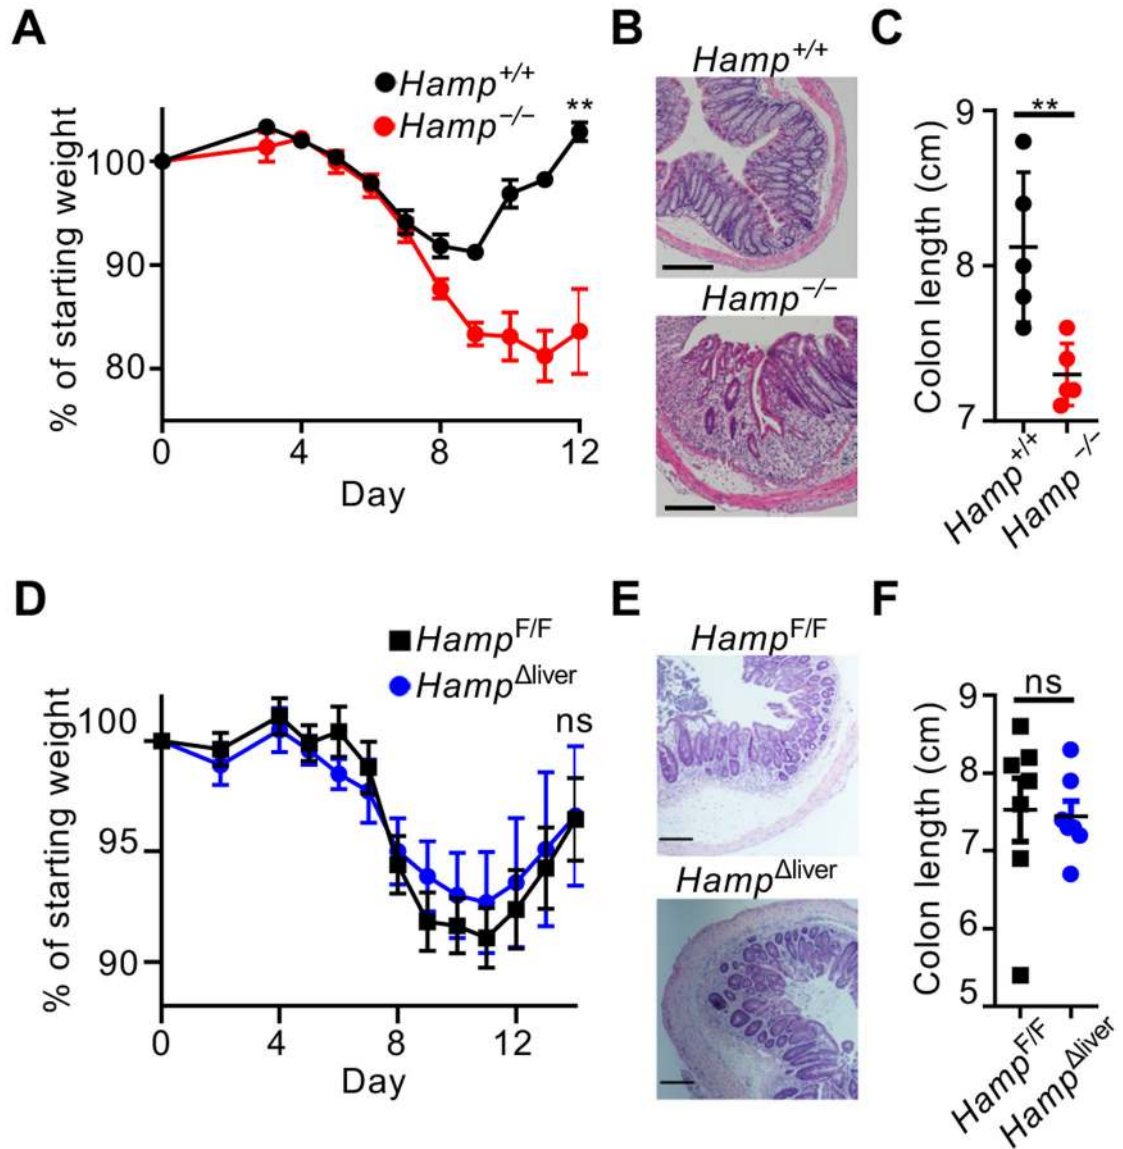 A
Hamp+/+
Hamp−/−
**
% of starting weight
100
90
80
0 4 8 12
Day
B
Hamp+/+
Hamp−/−
C
**
Colon length (cm)
9
8
7
Hamp+/+
Hamp−/−
D
HampF/F
HampΔliver
ns
% of starting weight
100
95
90
0 4 8 12
Day
E
HampF/F
HampΔliver
F
ns
Colon length (cm)
9
8
7
6
5
HampF/F
HampΔliver